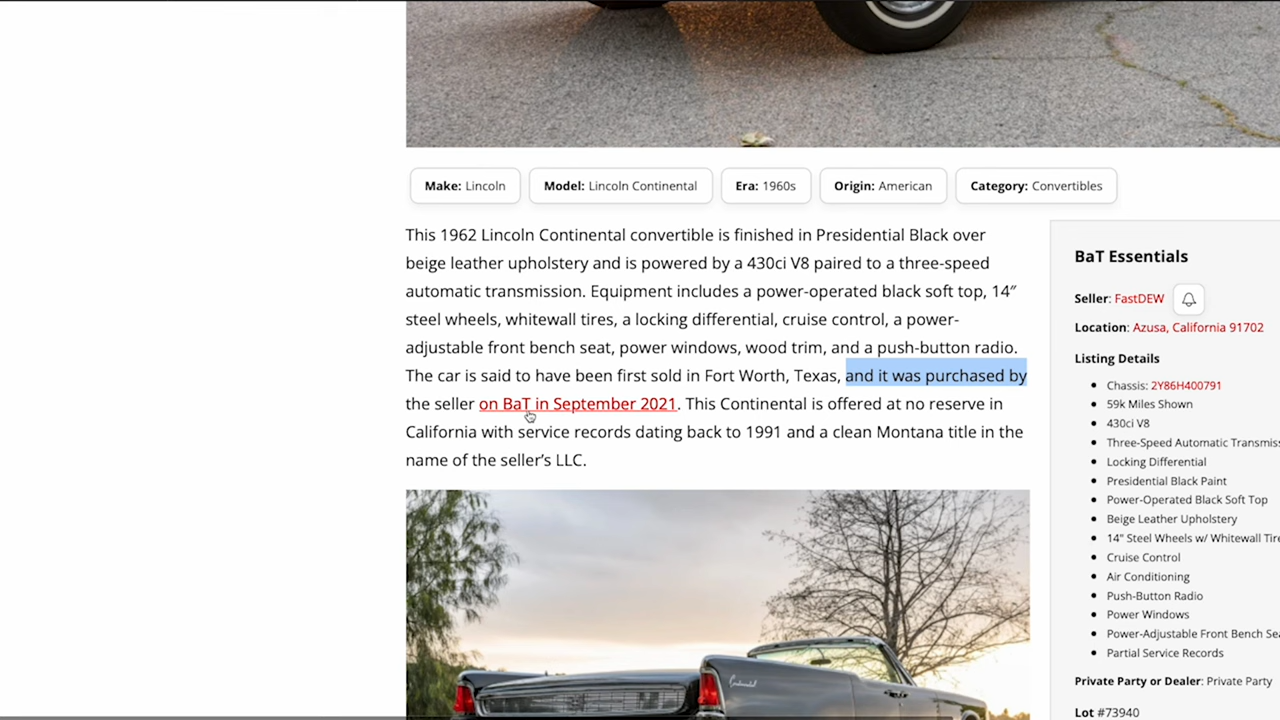 Make: Lincoln
Model: Lincoln Continental
Era: 1960s
Origin: American
Category: Convertibles
This 1962 Lincoln Continental convertible is finished in Presidential Black over
beige leather upholstery and is powered by a 430ci V8 paired to a three-speed
automatic transmission. Equipment includes a power-operated black soft top, 14″
steel wheels, whitewall tires, a locking differential, cruise control, a power-
adjustable front bench seat, power windows, wood trim, and a push-button radio.
The car is said to have been first sold in Fort Worth, Texas, and it was purchased by
the seller on BaT in September 2021. This Continental is offered at no reserve in
California with service records dating back to 1991 and a clean Montana title in the
name of the seller’s LLC.
Continental
BaT Essentials
Seller: FastDEW
Location: Azusa, California 91702
Listing Details
Chassis: 2Y86H400791
59k Miles Shown
430ci V8
Three-Speed Automatic Transmiss
Locking Differential
Presidential Black Paint
Power-Operated Black Soft Top
Beige Leather Upholstery
14" Steel Wheels w/ Whitewall Tire
Cruise Control
Air Conditioning
Push-Button Radio
Power Windows
Power-Adjustable Front Bench Sea
Partial Service Records
Private Party or Dealer: Private Party
Lot #73940